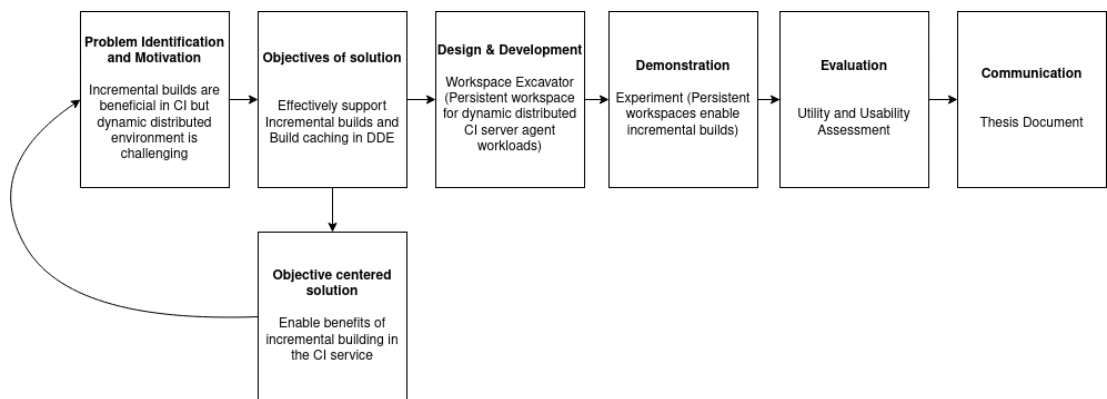 Problem Identification
and Motivation
Incremental builds are
beneficial in CI but
dynamic distributed
environment is
challenging
Objectives of solution
Effectively support
Incremental builds and
Build caching in DDE
Design & Development
Workspace Excavator
(Persistent workspace
for dynamic distributed
CI server agent
workloads)
Demonstration
Experiment (Persistent
workspaces enable
incremental builds)
Evaluation
Utility and Usability
Assessment
Communication
Thesis Document
Objective centered
solution
Enable benefits of
incremental building in
the CI service